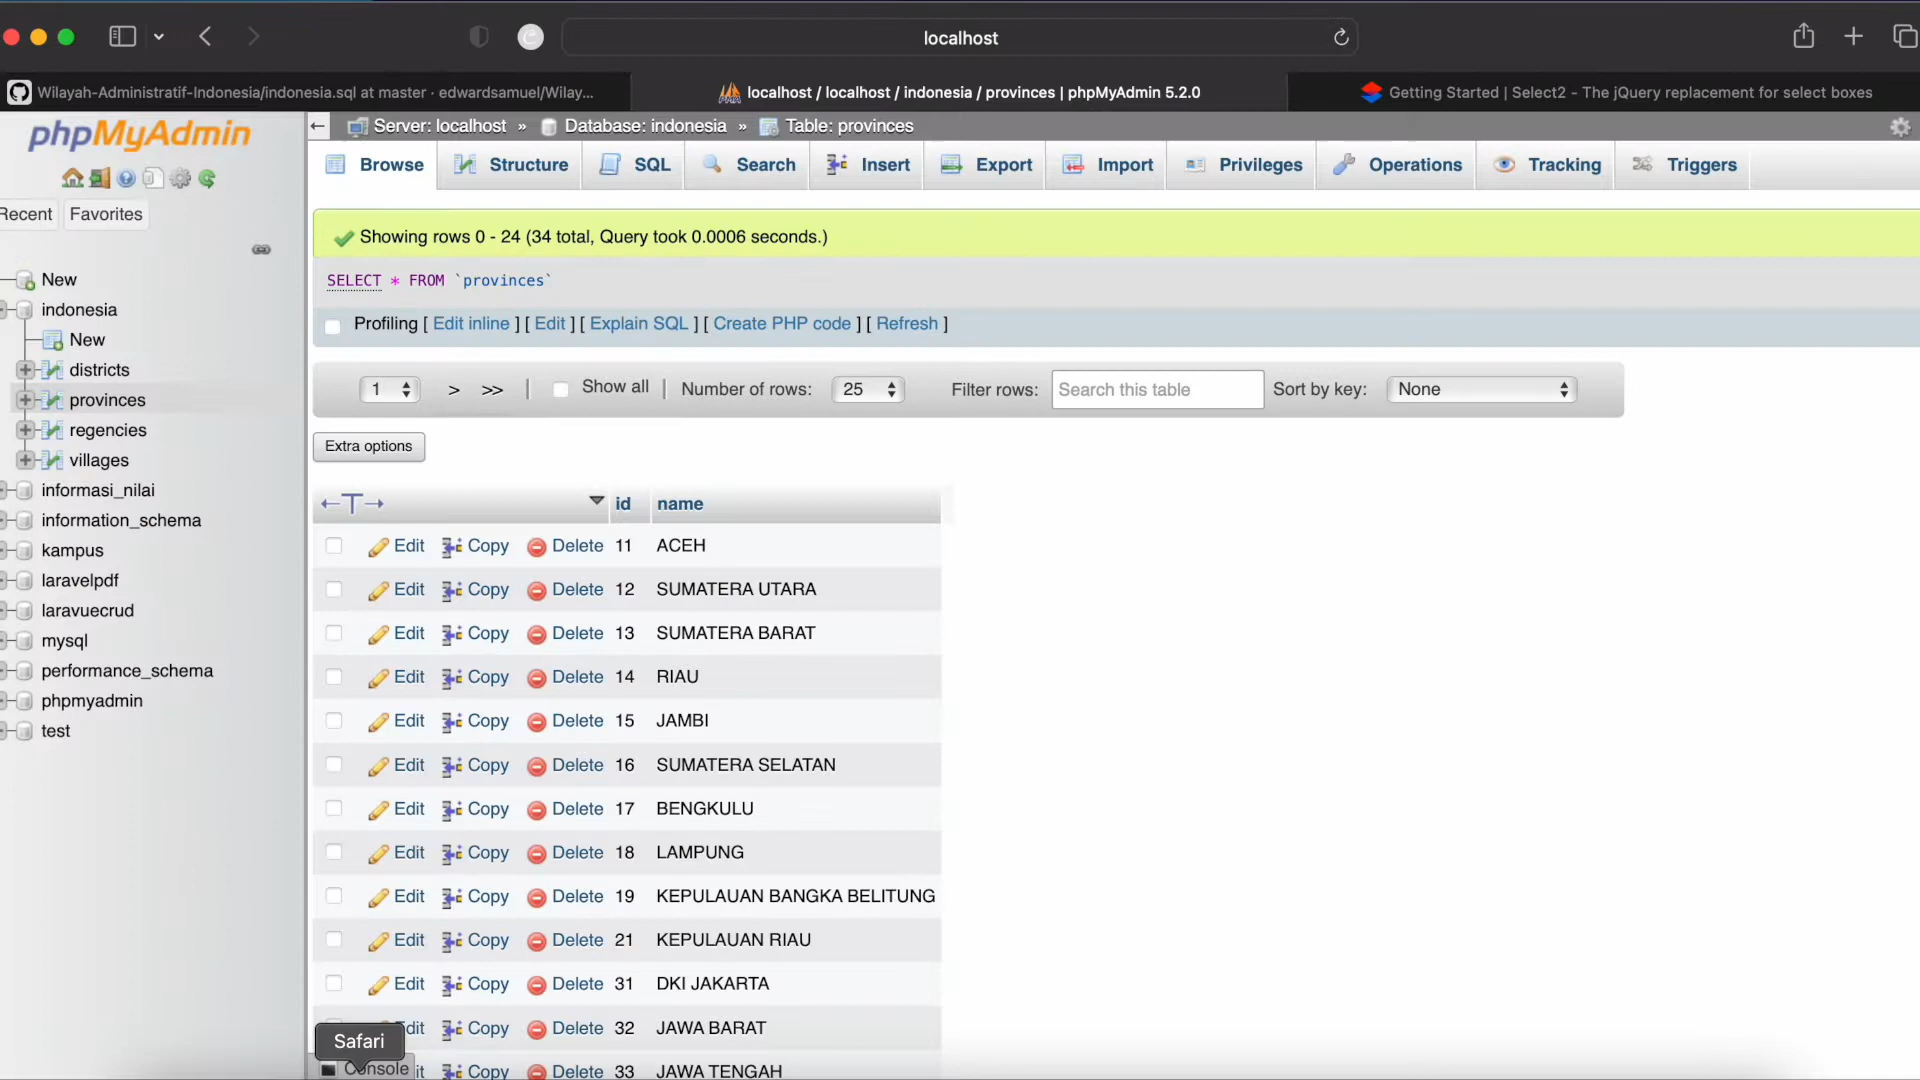 localhost
Wilayah-Administratif-Indonesia/indonesia.sql at master · edwardsamuel/Wilay...
localhost / localhost / indonesia / provinces | phpMyAdmin 5.2.0
Getting Started | Select2 - The jQuery replacement for select boxes
phpMyAdmin
Recent Favorites
New
indonesia
New
districts
provinces
regencies
villages
informasi_nilai
information_schema
kampus
laravelpdf
laravuecrud
mysql
performance_schema
phpmyadmin
test
Server: localhost » Database: indonesia » Table: provinces
Browse Structure SQL Search Insert Export Import Privileges Operations Tracking Triggers
Showing rows 0 - 24 (34 total, Query took 0.0006 seconds.)
SELECT * FROM `provinces`
Profiling [ Edit inline ] [ Edit ] [ Explain SQL ] [ Create PHP code ] [ Refresh ]
1 > >> | Show all | Number of rows: 25 Filter rows: Search this table Sort by key: None
Extra options
←T→ id name
Edit Copy Delete 11 ACEH
Edit Copy Delete 12 SUMATERA UTARA
Edit Copy Delete 13 SUMATERA BARAT
Edit Copy Delete 14 RIAU
Edit Copy Delete 15 JAMBI
Edit Copy Delete 16 SUMATERA SELATAN
Edit Copy Delete 17 BENGKULU
Edit Copy Delete 18 LAMPUNG
Edit Copy Delete 19 KEPULAUAN BANGKA BELITUNG
Edit Copy Delete 21 KEPULAUAN RIAU
Edit Copy Delete 31 DKI JAKARTA
dit Copy Delete 32 JAWA BARAT
Safari
Console
it Copy Delete 33 JAWA TENGAH